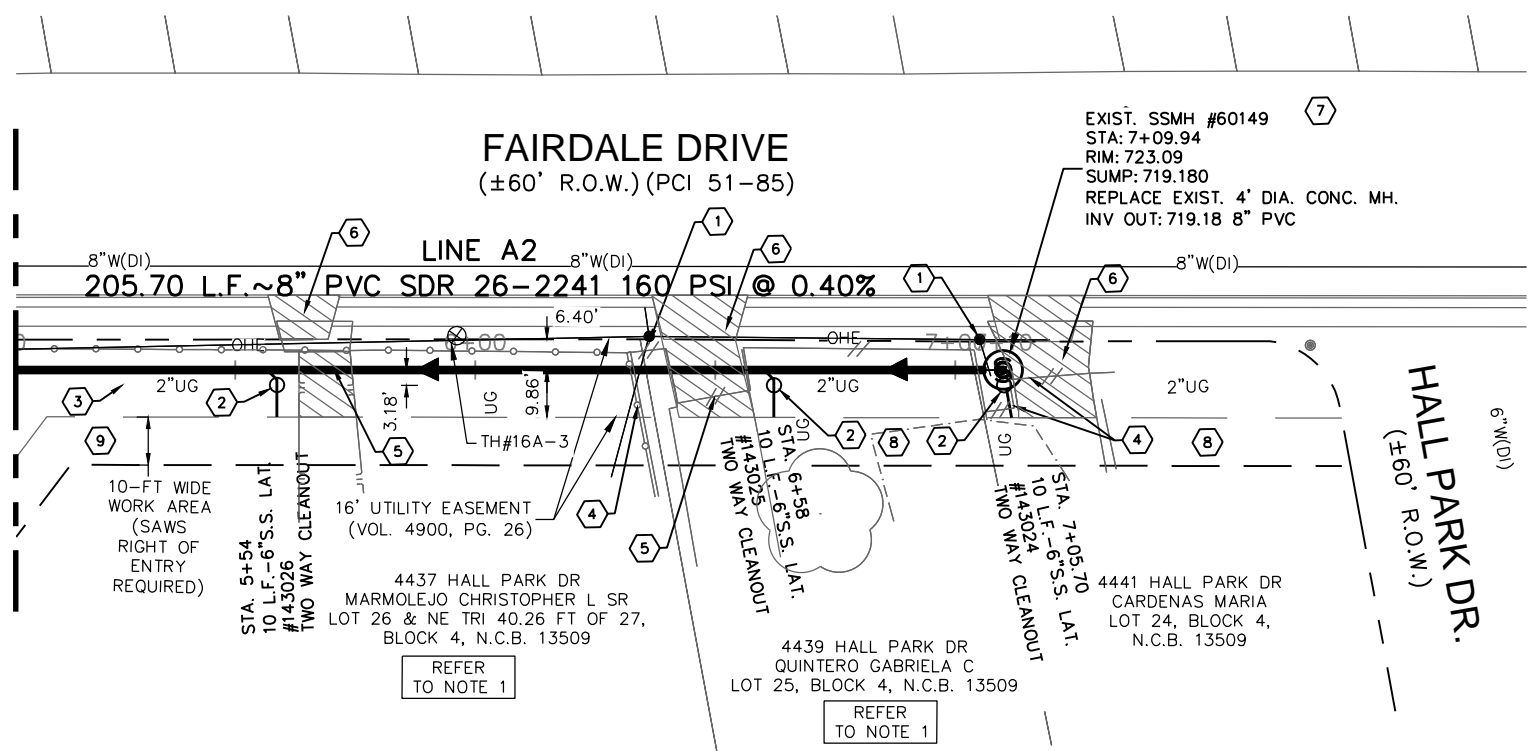 EXIST. SSMH #60149
STA: 7+09.94
RIM: 723.09
SUMP: 719.180
REPLACE EXIST. 4' DIA. CONC. MH.
INV OUT: 719.18 8" PVC
7
FAIRDALE DRIVE
(±60' R.O.W.) (PCI 51-85)
6
1
LINE A2
6
8"W(DI)
8"W(DI)
8"W(DI)
205.70 L.F.~8" PVC SDR 26-2241 160 PSI @ 0.40%
1
6
6.40'
OHE
OHE
2"UG
2"UG
2"UG
3
2
3.18'
UG
9.86'
9
5
TH#16A-3
2
8
2
UG
UG
4
8
10-FT WIDE
WORK AREA
(SAWS
RIGHT OF
ENTRY
REQUIRED)
16' UTILITY EASEMENT
(VOL. 4900, PG. 26)
4
5
STA. 5+54
10 L.F.-6"S.S. LAT.
#143026
TWO WAY CLEANOUT
STA. 6+58
10 L.F.-6"S.S. LAT.
#143025
TWO WAY CLEANOUT
STA. 7+05.70
10 L.F.-6"S.S. LAT.
#143024
TWO WAY CLEANOUT
4437 HALL PARK DR
MARMOLEJO CHRISTOPHER L SR
LOT 26 & NE TRI 40.26 FT OF 27,
BLOCK 4, N.C.B. 13509
REFER
TO NOTE 1
4439 HALL PARK DR
QUINTERO GABRIELA C
LOT 25, BLOCK 4, N.C.B. 13509
REFER
TO NOTE 1
4441 HALL PARK DR
CARDENAS MARIA
LOT 24, BLOCK 4,
N.C.B. 13509
HALL PARK DR.
(±60' R.O.W.)
6"W(DI)